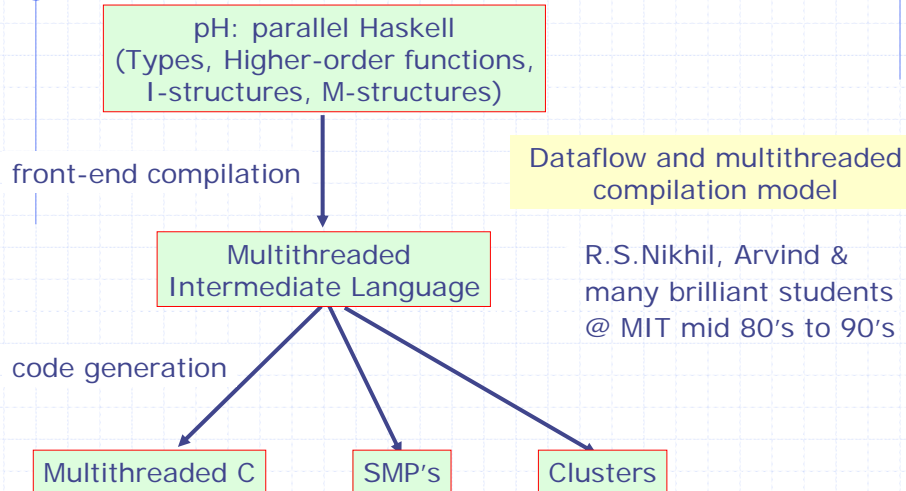 pH: parallel Haskell
(Types, Higher-order functions,
I-structures, M-structures)
front-end compilation
Dataflow and multithreaded
compilation model
Multithreaded
Intermediate Language
R.S.Nikhil, Arvind &
many brilliant students
@ MIT mid 80's to 90's
code generation
Multithreaded C
SMP's
Clusters